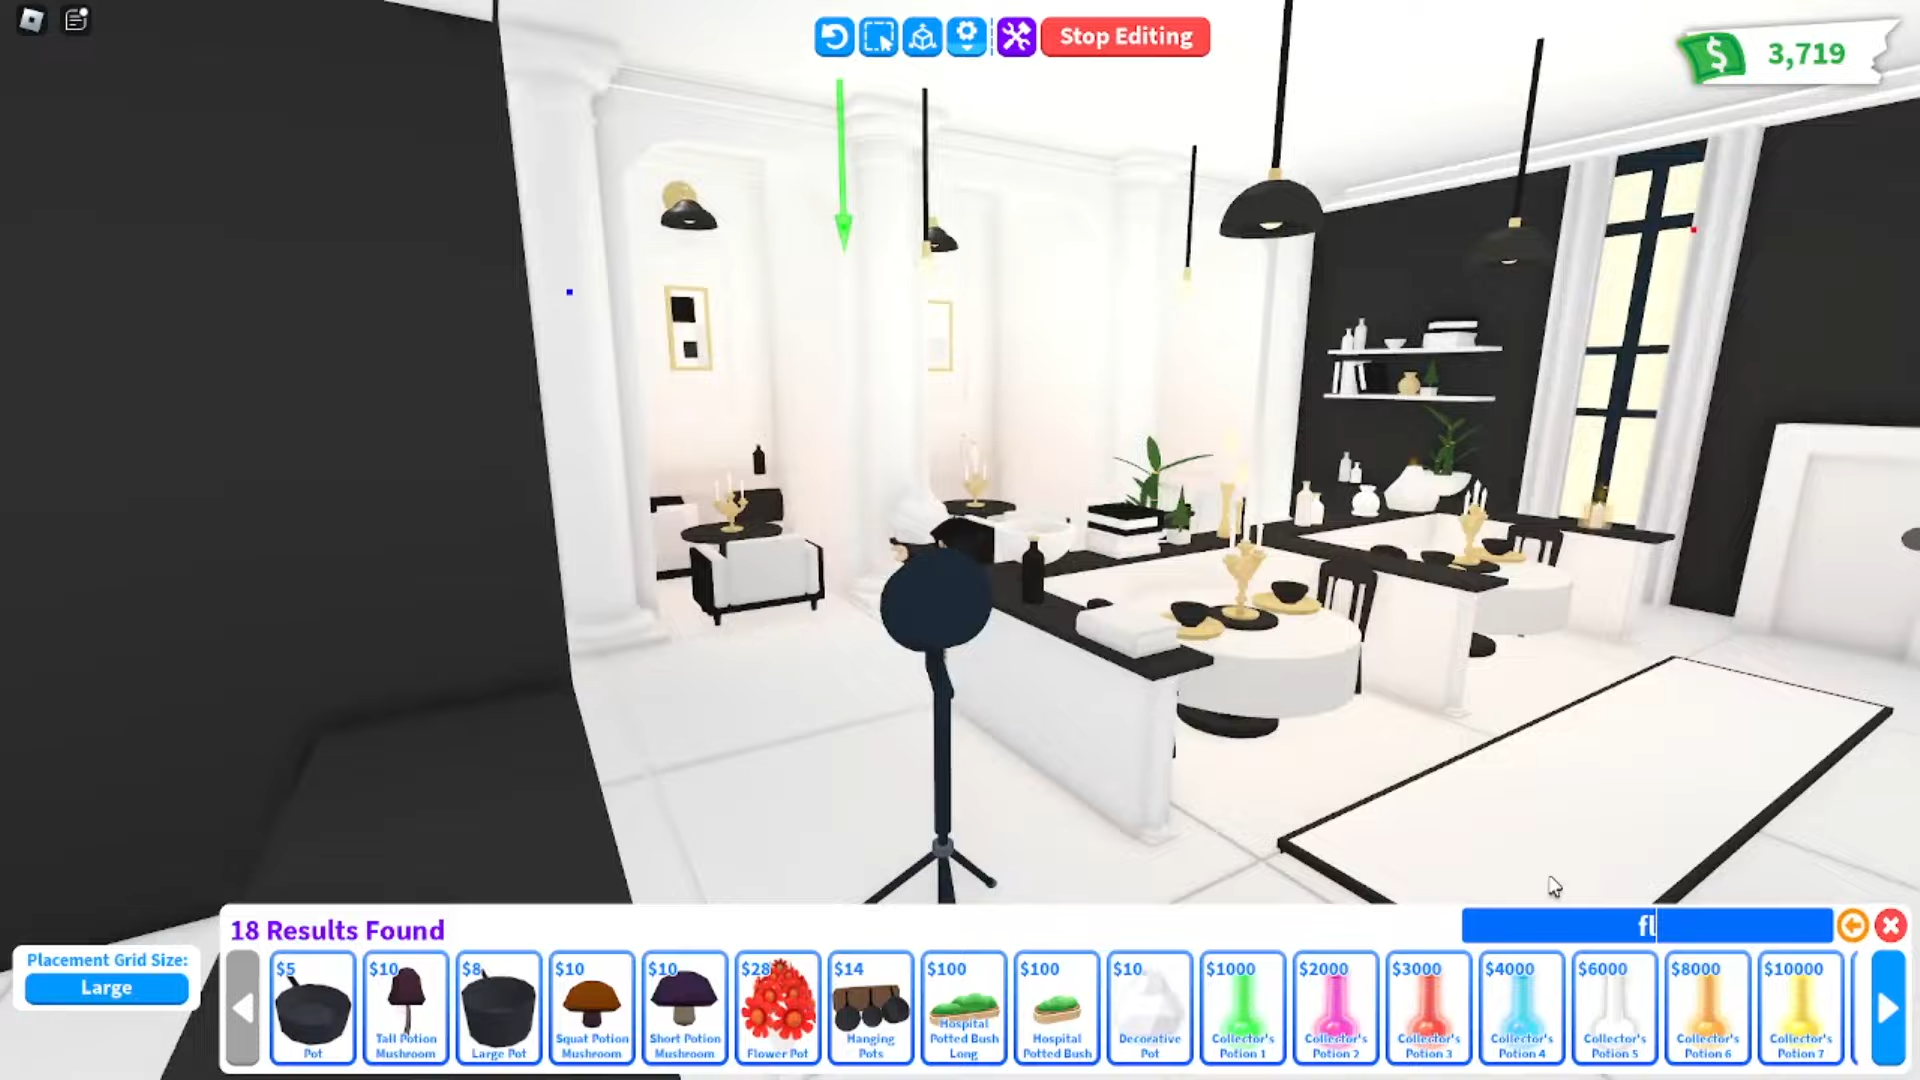 Stop Editing
3,719
18 Results Found
fl
Placement Grid Size:
Large
$5
Pot
$10
Tall Potion
Mushroom
$8
Large Pot
$10
Squat Potion
Mushroom
$10
Short Potion
Mushroom
$28
Flower Pot
$14
Hanging
Pots
$100
Hospital
Potted Bush
Long
$100
Hospital
Potted Bush
$10
Decorative
Pot
$1000
Collector's
Potion 1
$2000
Collector's
Potion 2
$3000
Collector's
Potion 3
$4000
Collector's
Potion 4
$6000
Collector's
Potion 5
$8000
Collector's
Potion 6
$10000
Collector's
Potion 7